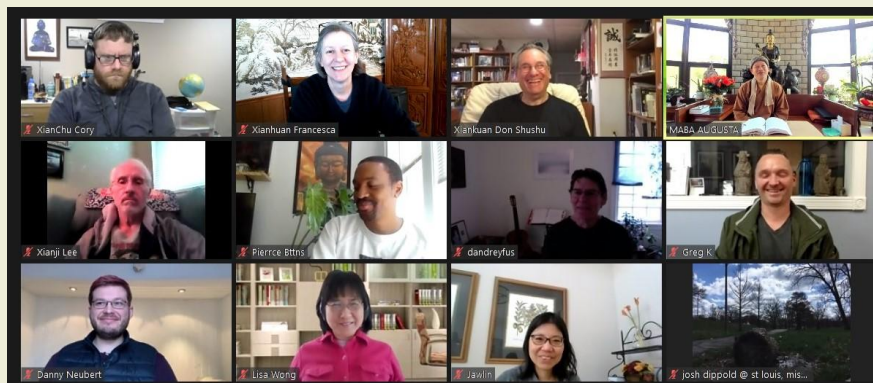 XianChu Cory
Xianhuan Francesca
Xiankuan Don Shushu
MABA AUGUSTA
Xianji Lee
Pierrce Bttns
dandreyfus
Greg K
Danny Neubert
Lisa Wong
Jawlin
josh dippold @ st louis, mis...